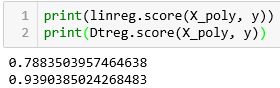 1 print(linreg.score(X_poly, y))
2 print(Dtreg.score(X_poly, y))
0.7883503957464638
0.9390385024268483